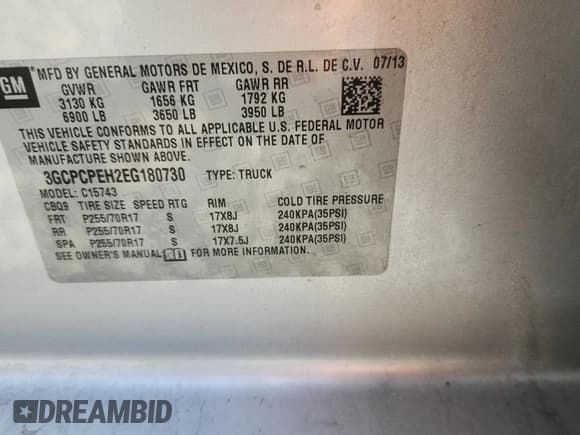 GM
MFD BY GENERAL MOTORS DE MEXICO, S. DE R.L. DE C.V. 07/13
GVWR GAWR FRT GAWR RR
3130 KG 1656 KG 1792 KG
6900 LB 3650 LB 3950 LB
THIS VEHICLE CONFORMS TO ALL APPLICABLE U.S. FEDERAL MOTOR
VEHICLE SAFETY STANDARDS IN EFFECT ON THE DATE OF
MANUFACTURE SHOWN ABOVE.
3GCPCPEH2EG180730 TYPE: TRUCK
MODEL: C15743
CBQ9 TIRE SIZE SPEED RTG RIM COLD TIRE PRESSURE
FRT P255/70R17 S 17X8J 240KPA(35PSI)
RR P255/70R17 S 17X8J 240KPA(35PSI)
SPA P255/70R17 S 17X7.5J 240KPA(35PSI)
SEE OWNER'S MANUAL FOR MORE INFORMATION.
DREAMBID